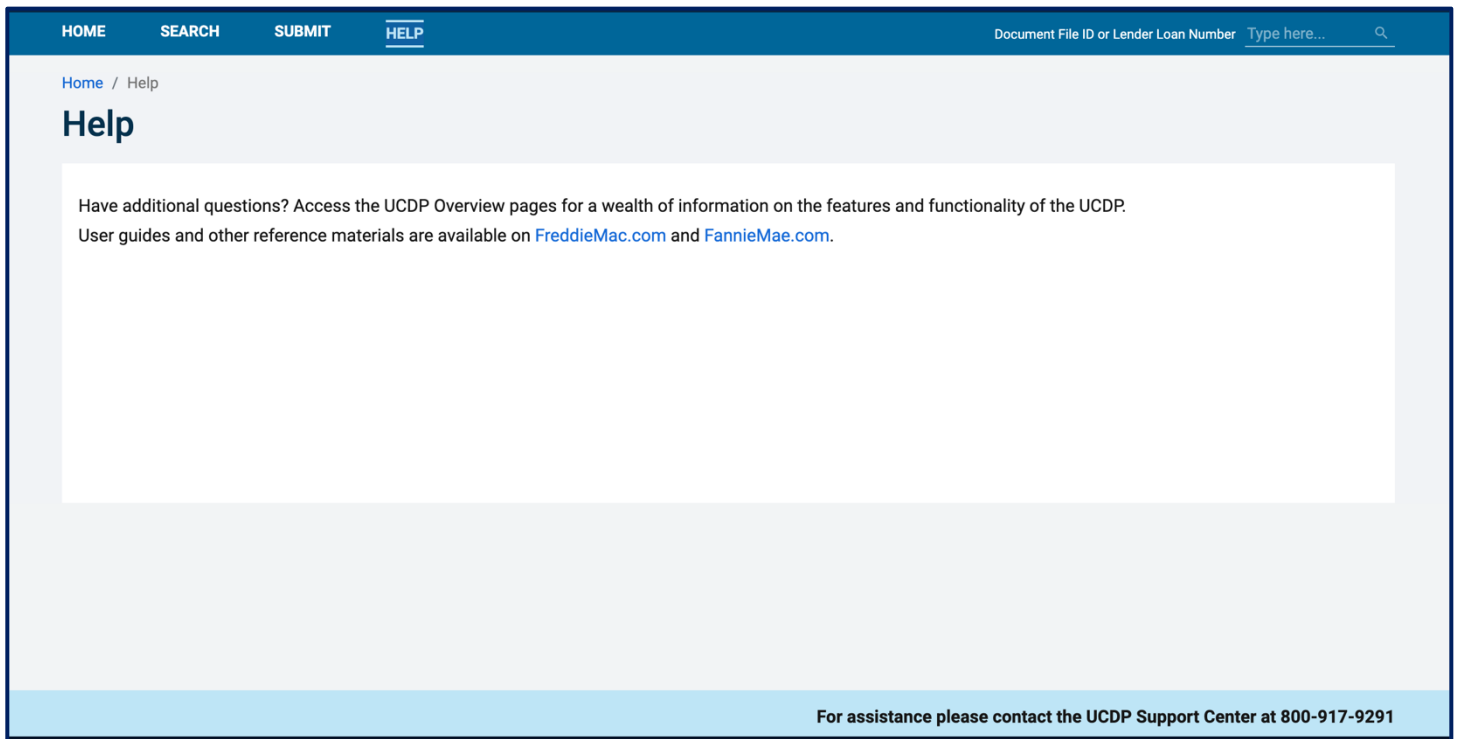 HOME SEARCH SUBMIT HELP Document File ID or Lender Loan Number Type here...
Home / Help
Help
Have additional questions? Access the UCDP Overview pages for a wealth of information on the features and functionality of the UCDP.
User guides and other reference materials are available on FreddieMac.com and FannieMae.com.
For assistance please contact the UCDP Support Center at 800-917-9291